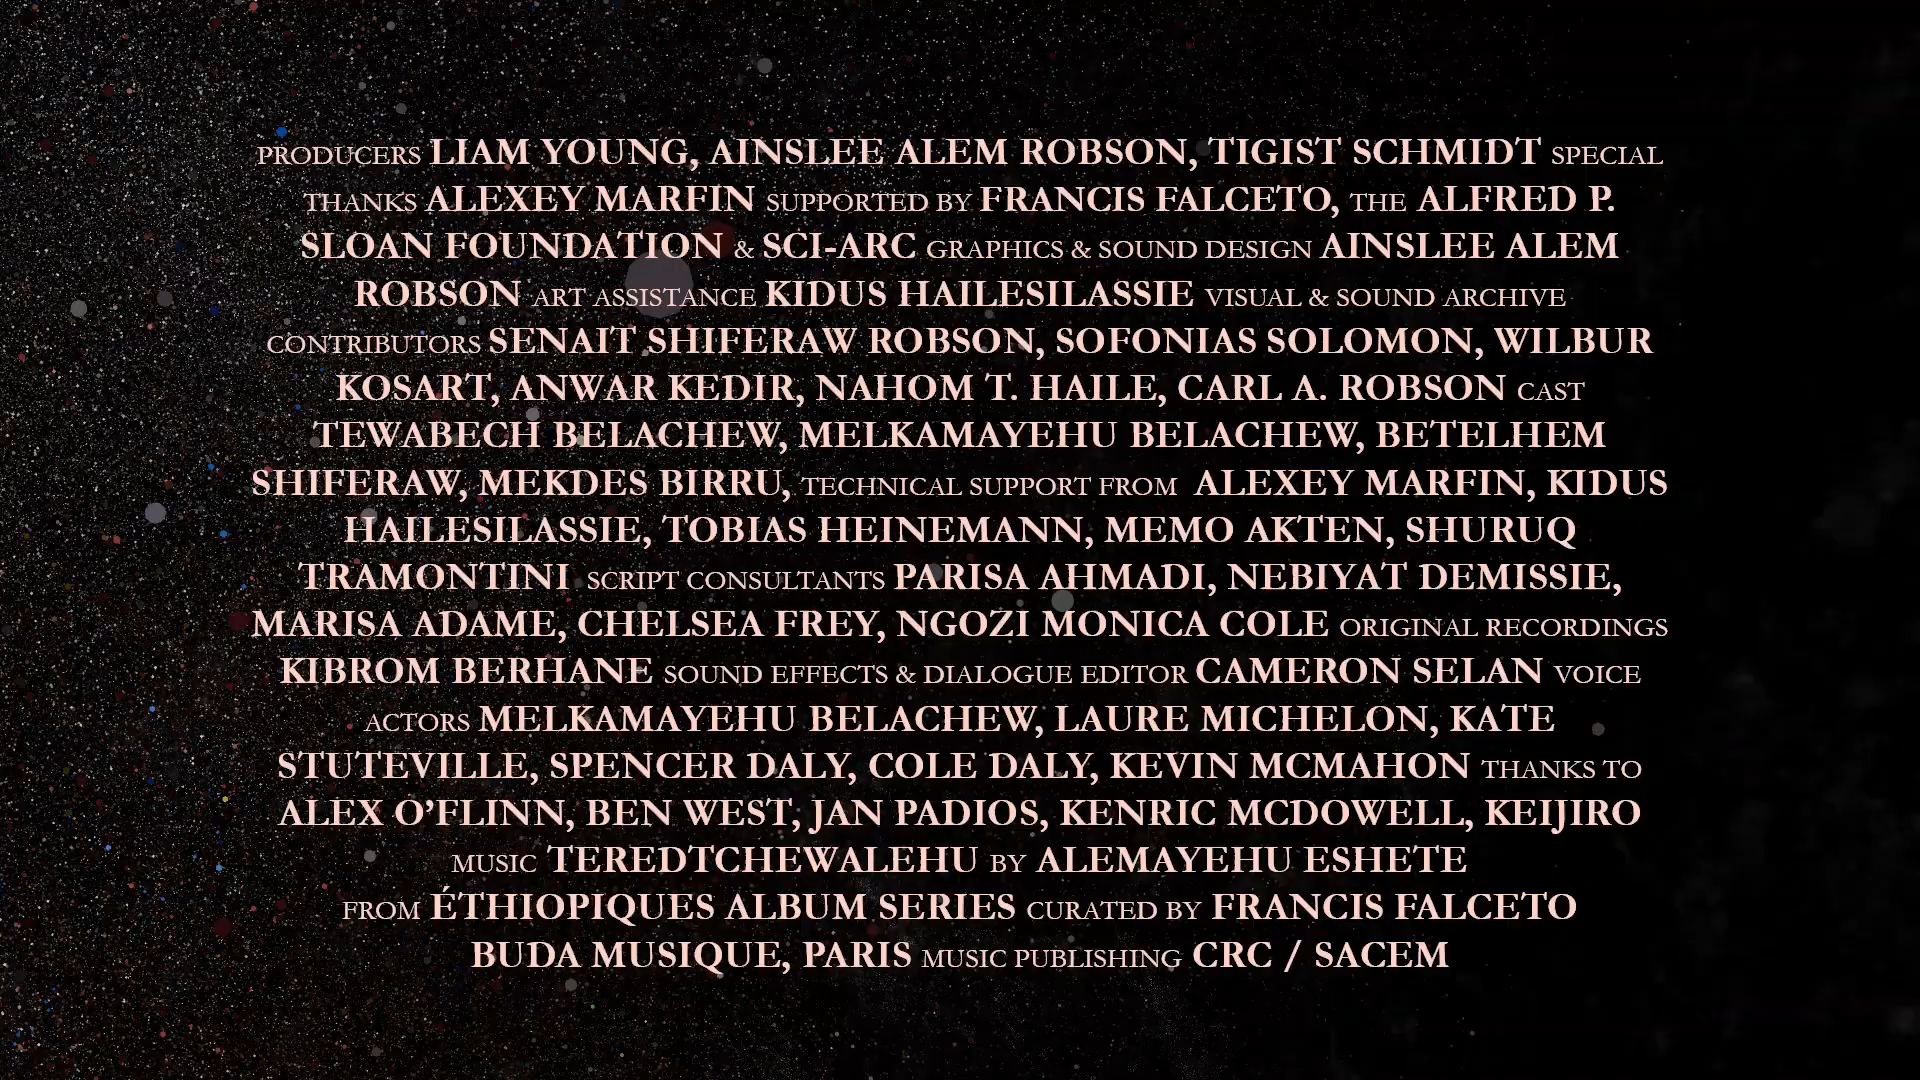 PRODUCERS LIAM YOUNG, AINSLEE ALEM ROBSON, TIGIST SCHMIDT SPECIAL
THANKS ALEXEY MARFIN SUPPORTED BY FRANCIS FALCETO, THE ALFRED P.
SLOAN FOUNDATION & SCI-ARC GRAPHICS & SOUND DESIGN AINSLEE ALEM
ROBSON ART ASSISTANCE KIDUS HAILESILASSIE VISUAL & SOUND ARCHIVE
CONTRIBUTORS SENAIT SHIFERAW ROBSON, SOFONIAS SOLOMON, WILBUR
KOSART, ANWAR KEDIR, NAHOM T. HAILE, CARL A. ROBSON CAST
TEWABECH BELACHEW, MELKAMAYEHU BELACHEW, BETELHEM
SHIFERAW, MEKDES BIRRU, TECHNICAL SUPPORT FROM ALEXEY MARFIN, KIDUS
HAILESILASSIE, TOBIAS HEINEMANN, MEMO AKTEN, SHURUQ
TRAMONTINI SCRIPT CONSULTANTS PARISA AHMADI, NEBIYAT DEMISSIE,
MARISA ADAME, CHELSEA FREY, NGOZI MONICA COLE ORIGINAL RECORDINGS
KIBROM BERHANE SOUND EFFECTS & DIALOGUE EDITOR CAMERON SELAN VOICE
ACTORS MELKAMAYEHU BELACHEW, LAURE MICHELON, KATE
STUTEVILLE, SPENCER DALY, COLE DALY, KEVIN MCMAHON THANKS TO
ALEX O’FLINN, BEN WEST, JAN PADIOS, KENRIC MCDOWELL, KEIJIRO
MUSIC TEREDTCHEWALEHU BY ALEMAYEHU ESHETE
FROM ÉTHIOPIQUES ALBUM SERIES CURATED BY FRANCIS FALCETO
BUDA MUSIQUE, PARIS MUSIC PUBLISHING CRC / SACEM